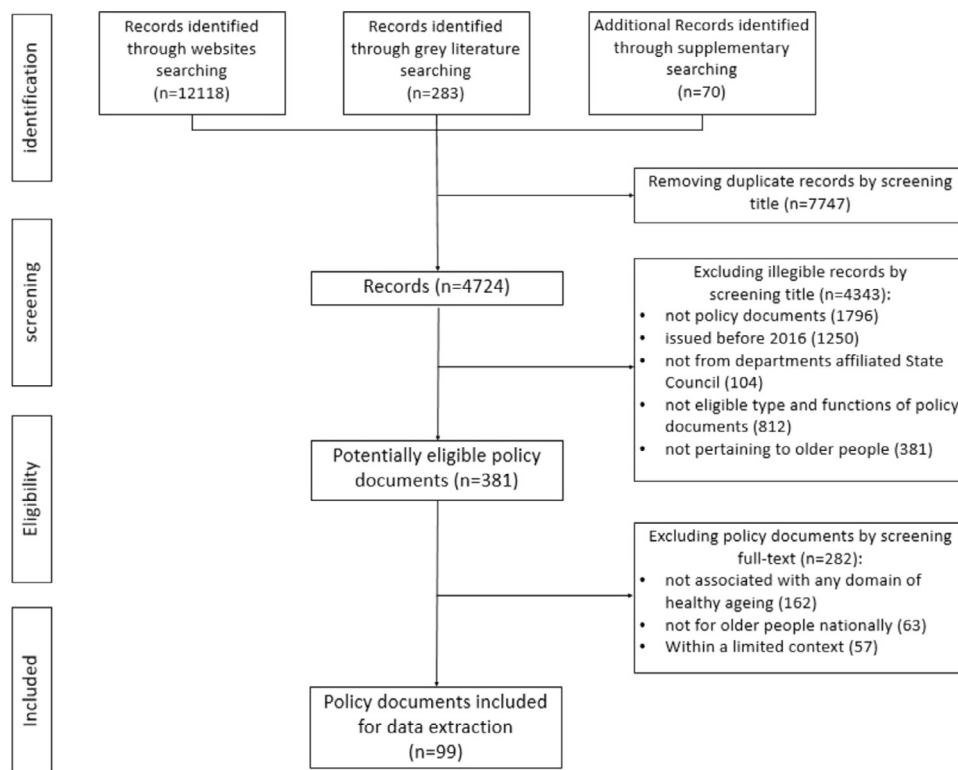 identification
Records identified
through websites
searching
(n=12118)
Records identified
through grey literature
searching
(n=283)
Additional Records identified
through supplementary
searching
(n=70)
Removing duplicate records by screening
title (n=7747)
screening
Records (n=4724)
Excluding illegible records by
screening title (n=4343):
• not policy documents (1796)
• issued before 2016 (1250)
• not from departments affiliated State
Council (104)
• not eligible type and functions of policy
documents (812)
• not pertaining to older people (381)
Eligibility
Potentially eligible policy
documents (n=381)
Excluding policy documents by screening
full-text (n=282):
• not associated with any domain of
healthy ageing (162)
• not for older people nationally (63)
• Within a limited context (57)
Included
Policy documents included
for data extraction
(n=99)